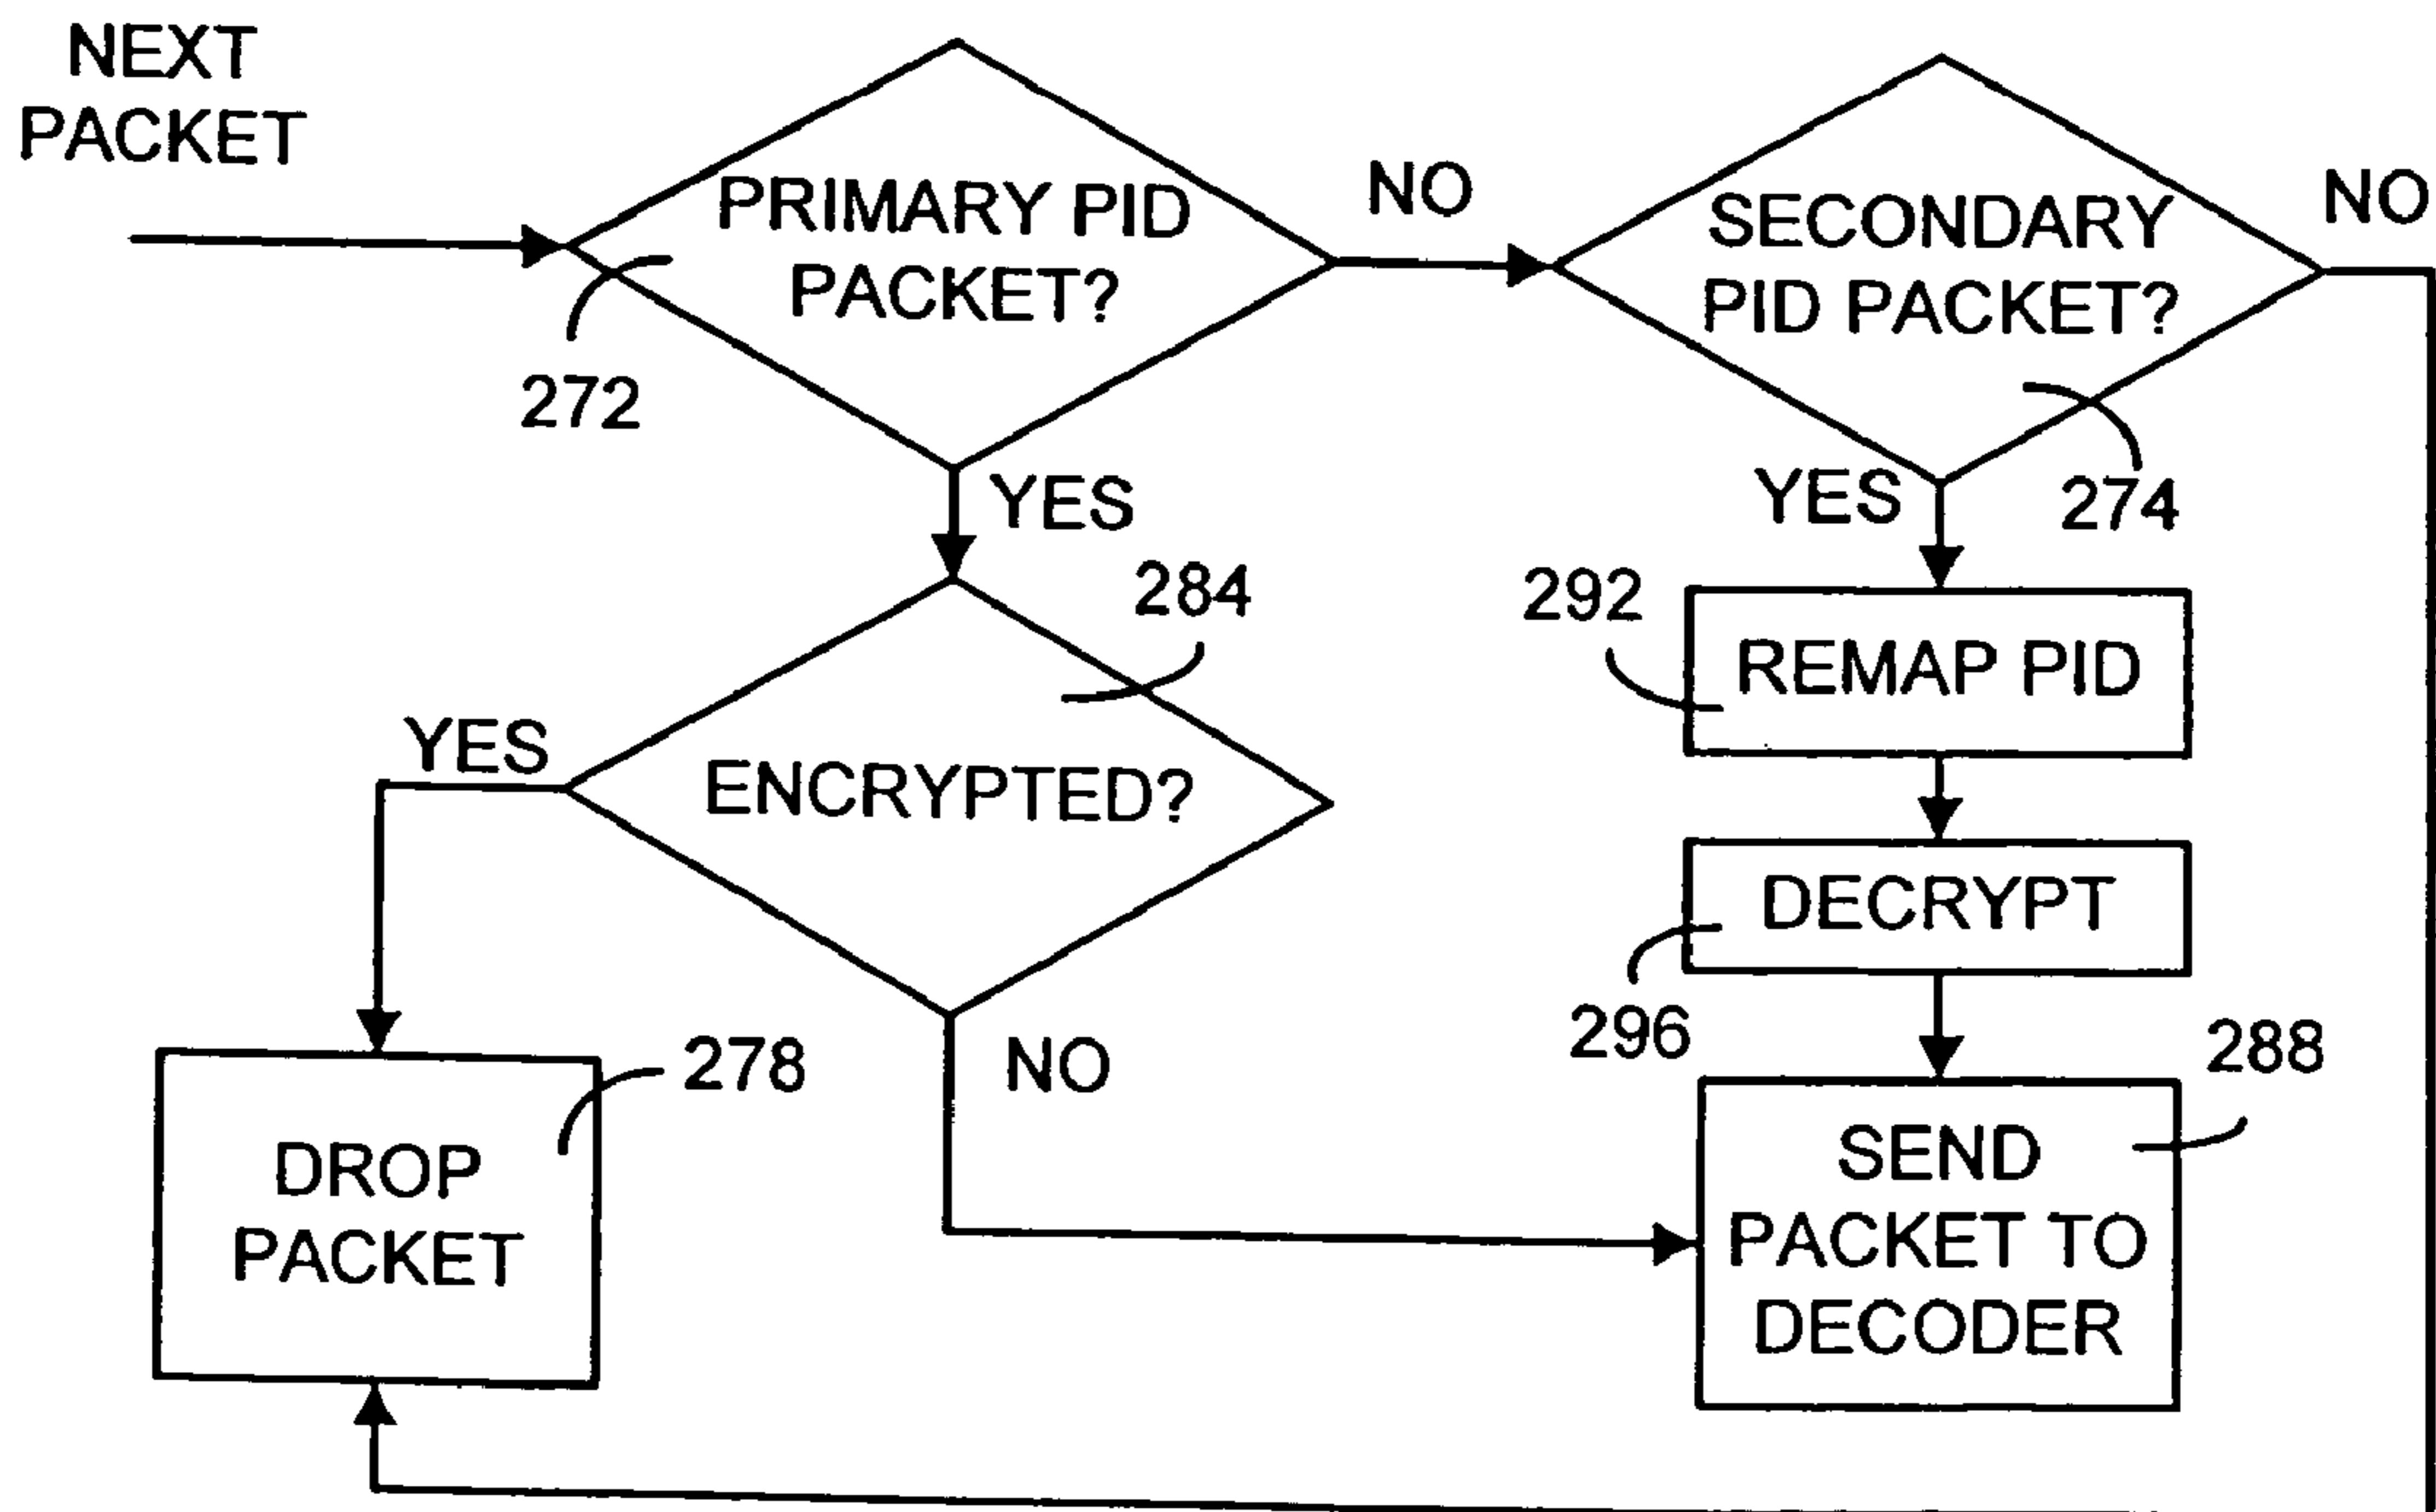 NEXT
PACKET
PRIMARY PID
PACKET?
272
NO
SECONDARY
PID PACKET?
274
NO
YES
YES
284
ENCRYPTED?
YES
NO
292
REMAP PID
DECRYPT
296
278
DROP
PACKET
288
SEND
PACKET TO
DECODER